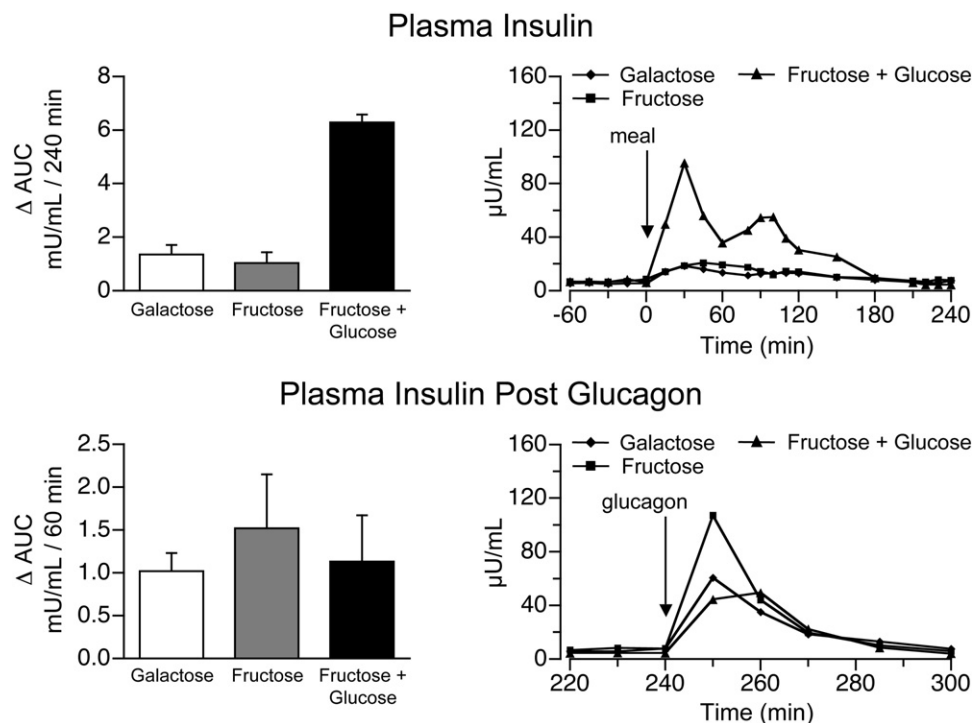 Plasma Insulin
Δ AUC
mU/mL / 240 min
8
6
4
2
0
Galactose
Fructose
Fructose +
Glucose
μU/mL
160
120
80
40
0
Galactose
Fructose + Glucose
Fructose
meal
-60
0
60
120
180
240
Time (min)
Plasma Insulin Post Glucagon
Δ AUC
mU/mL / 60 min
2.5
2.0
1.5
1.0
0.5
0.0
Galactose
Fructose
Fructose +
Glucose
μU/mL
160
120
80
40
0
Galactose
Fructose + Glucose
Fructose
glucagon
220
240
260
280
300
Time (min)